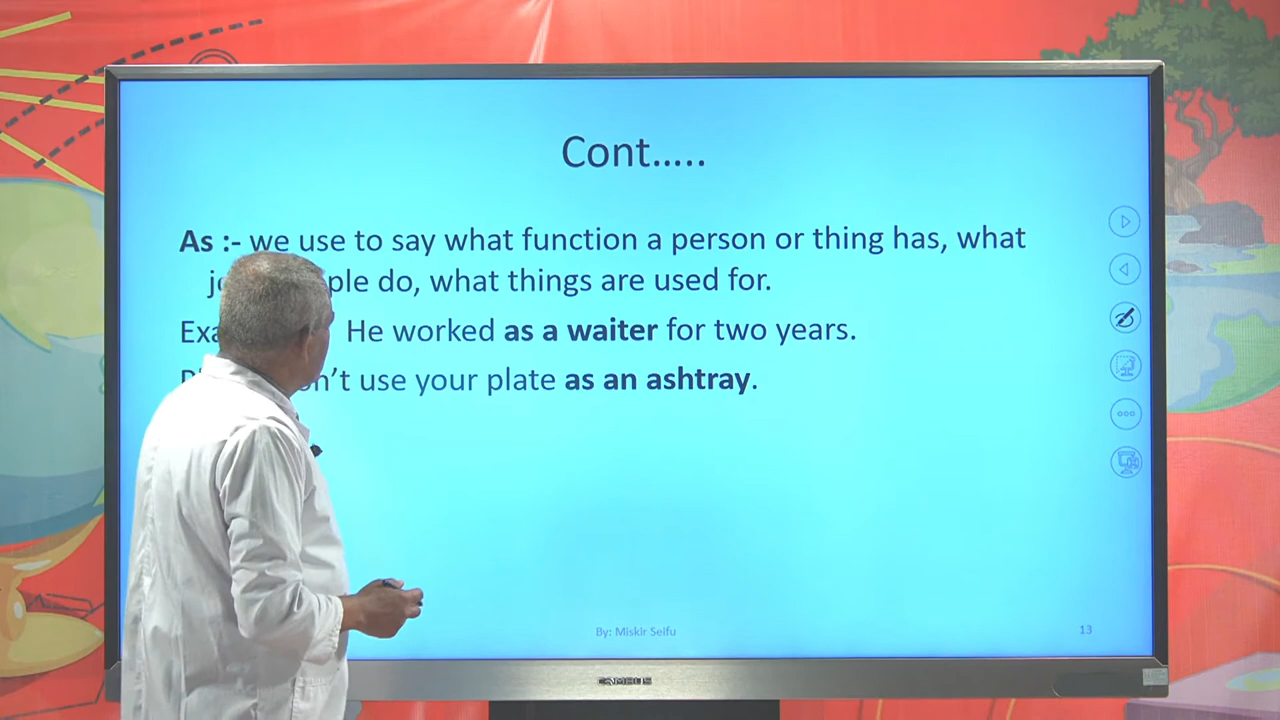 Cont.....
As :- we use to say what function a person or thing has, what
do, what things are used for.
He worked as a waiter for two years.
use your plate as an ashtray.
By: Miskir Seifu
13
CAMBUS